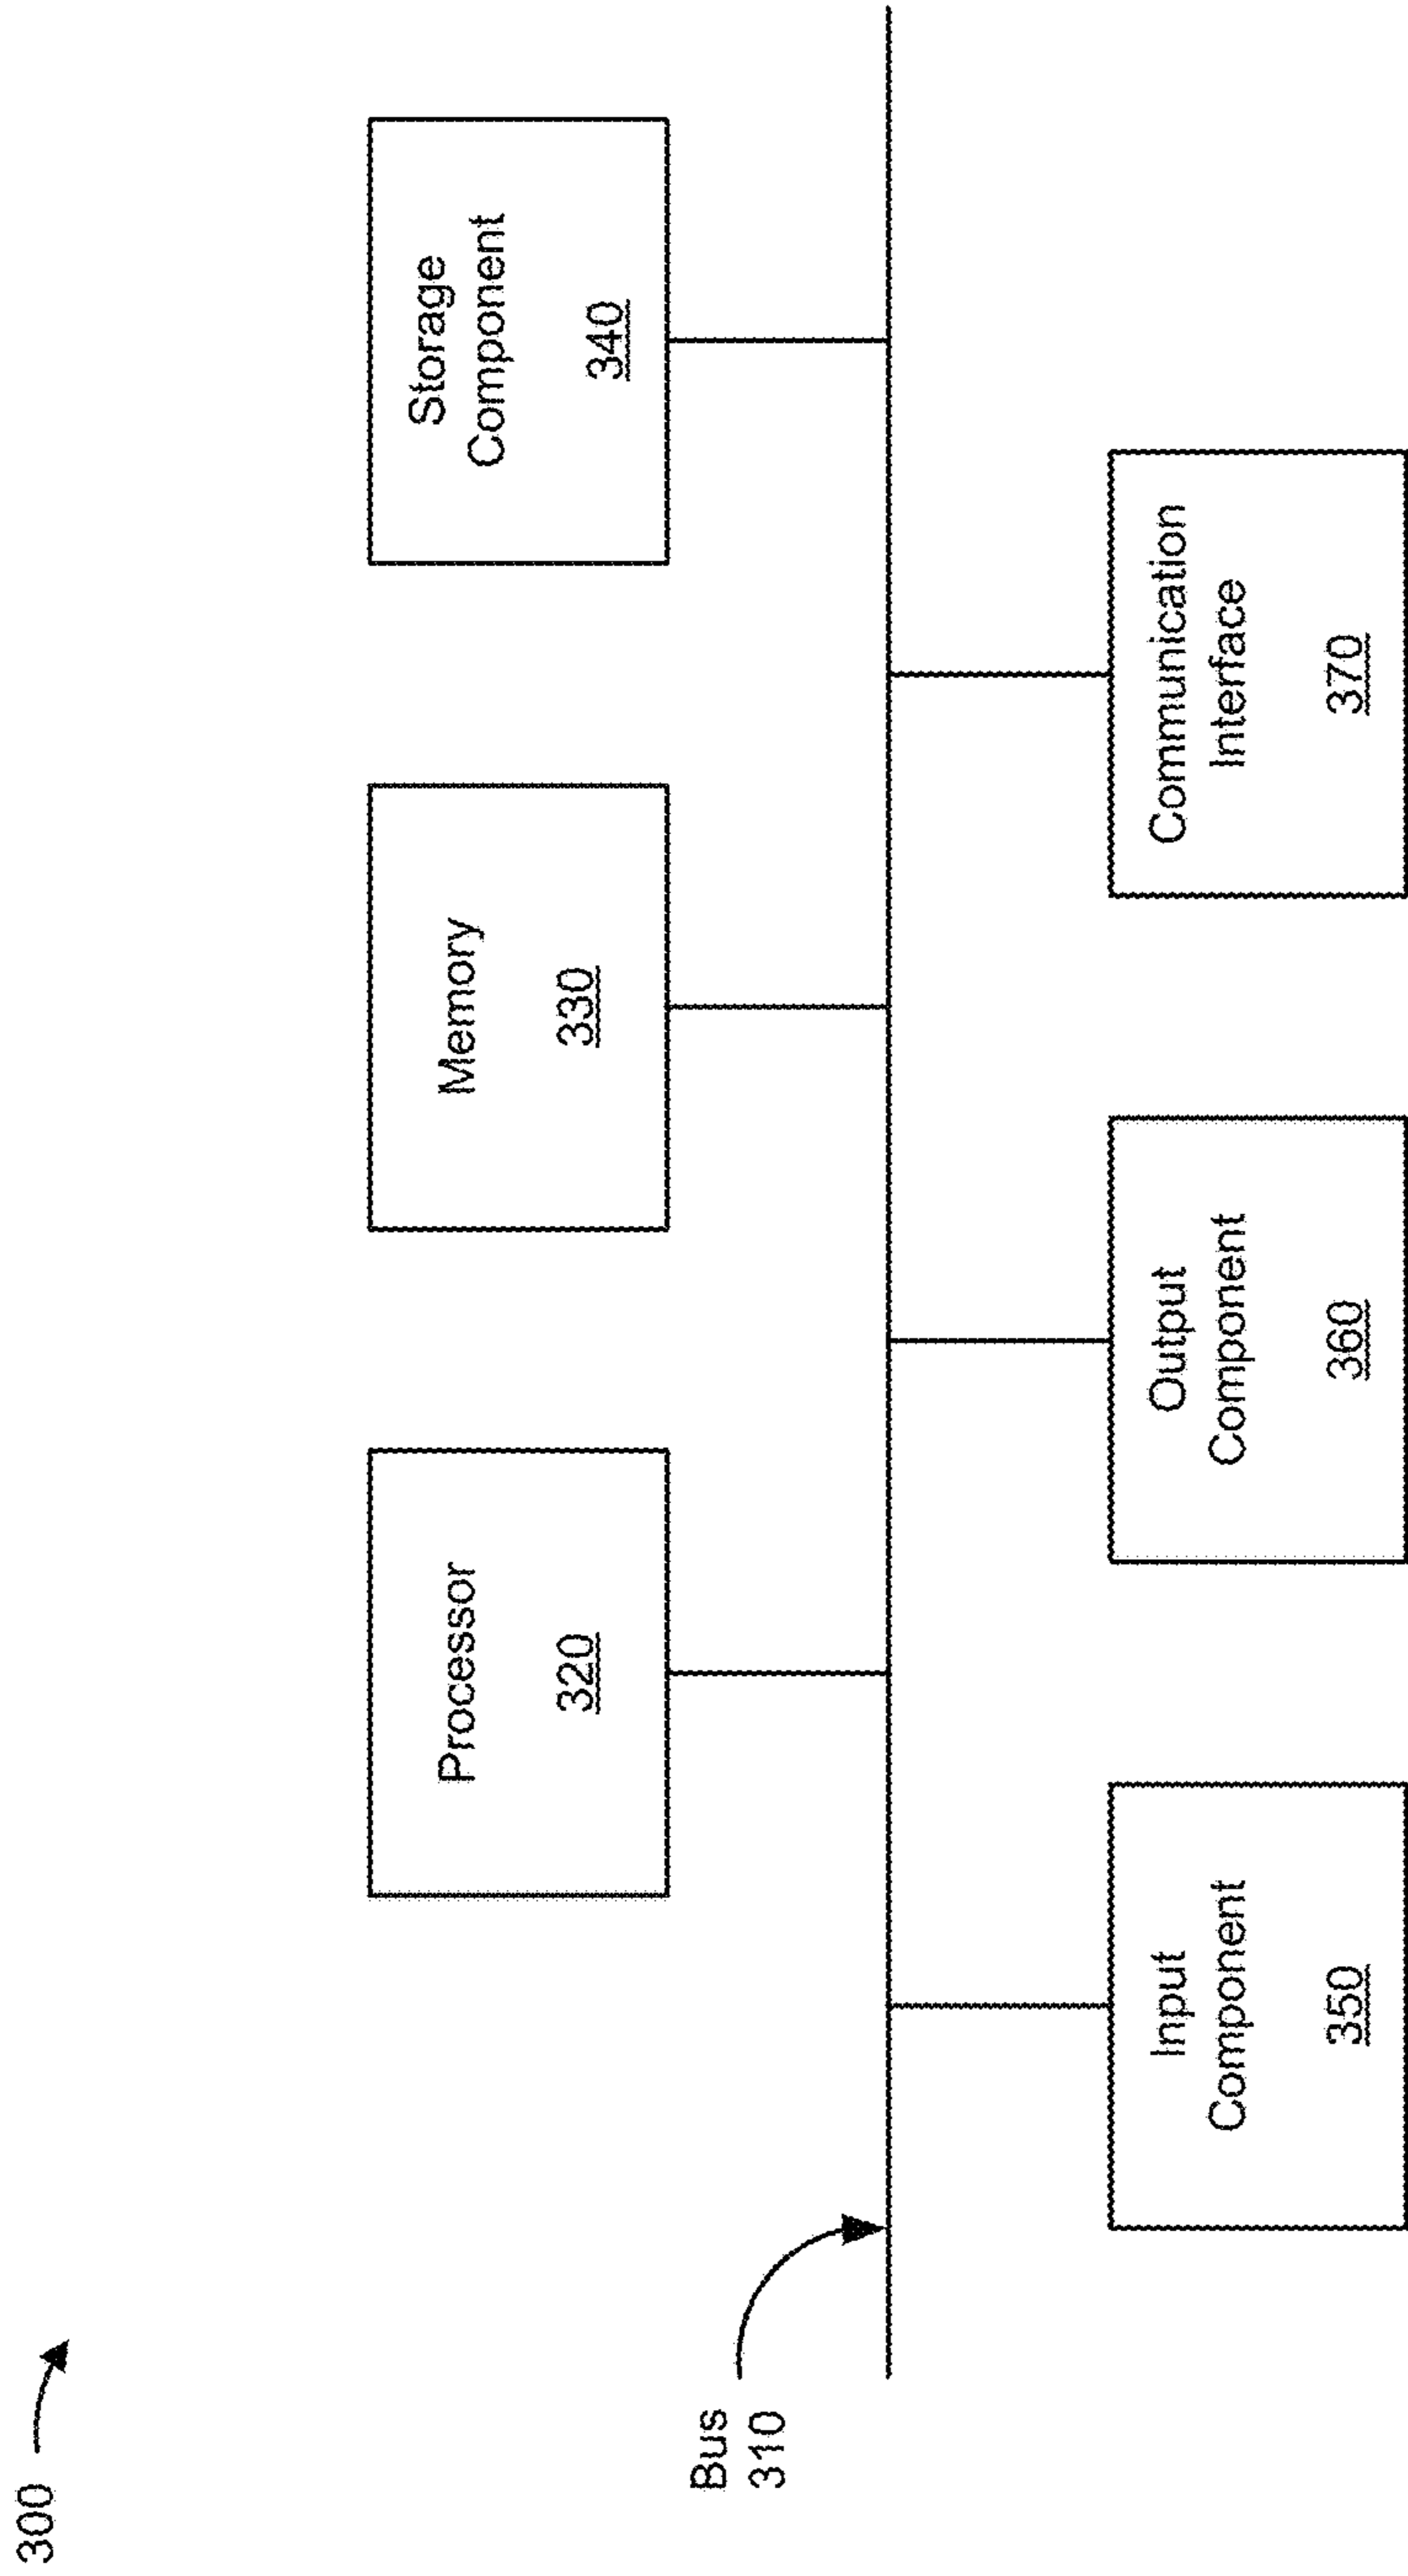 300
Processor
320
Memory
330
Storage
Component
340
Bus
310
Input
Component
350
Output
Component
360
Communication
Interface
370